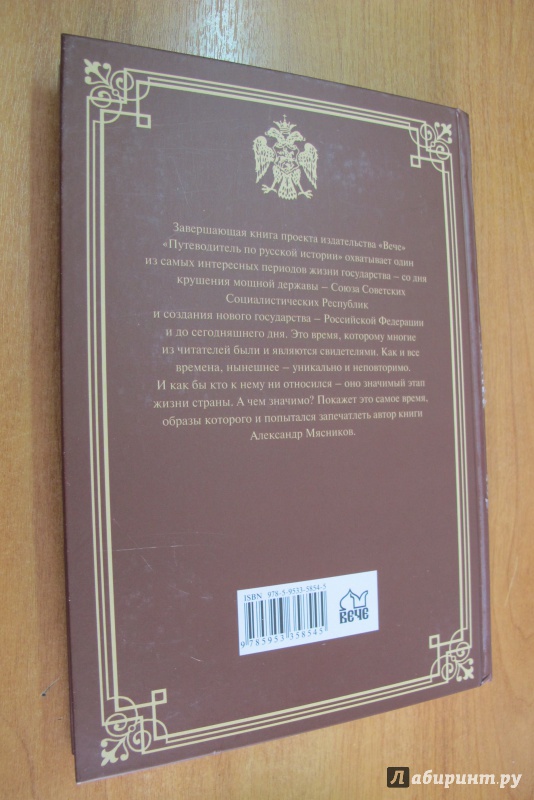 Завершающая книга проекта издательства «Вече»
«Путеводитель по русской истории» охватывает один
из самых интересных периодов жизни государства – со дня
крушения мощной державы – Союза Советских
Социалистических Республик
и создания нового государства – Российской Федерации
и до сегодняшнего дня. Это время, которому многие
из читателей были и являются свидетелями. Как и все
времена, нынешнее – уникально и неповторимо.
И как бы кто к нему ни относился – оно значимый этап
жизни страны. А чем значимо? Покажет это самое время,
образы которого и попытался запечатлеть автор книги
Александр Мясников.
ISBN 978-5-9533-5854-5
9 785953 358545
ВЕЧЕ
Лабиринт.ру